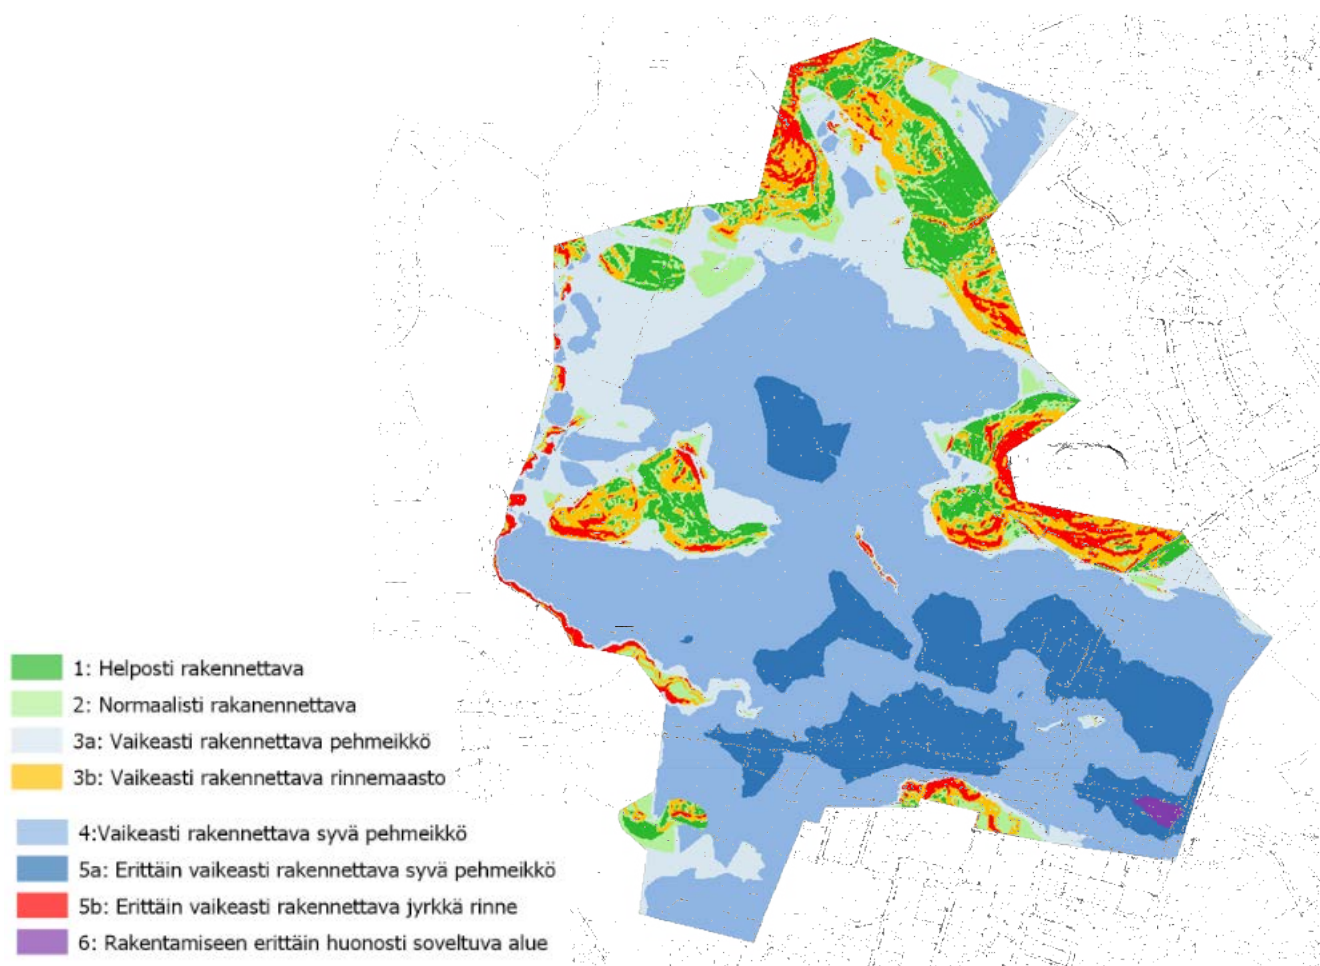 1: Helposti rakennettava
2: Normaalisti rakanennettava
3a: Vaikeasti rakennettava pehmeikkö
3b: Vaikeasti rakennettava rinnemaasto
4:Vaikeasti rakennettava syvä pehmeikkö
5a: Erittäin vaikeasti rakennettava syvä pehmeikkö
5b: Erittäin vaikeasti rakennettava jyrkkä rinne
6: Rakentamiseen erittäin huonosti soveltuva alue